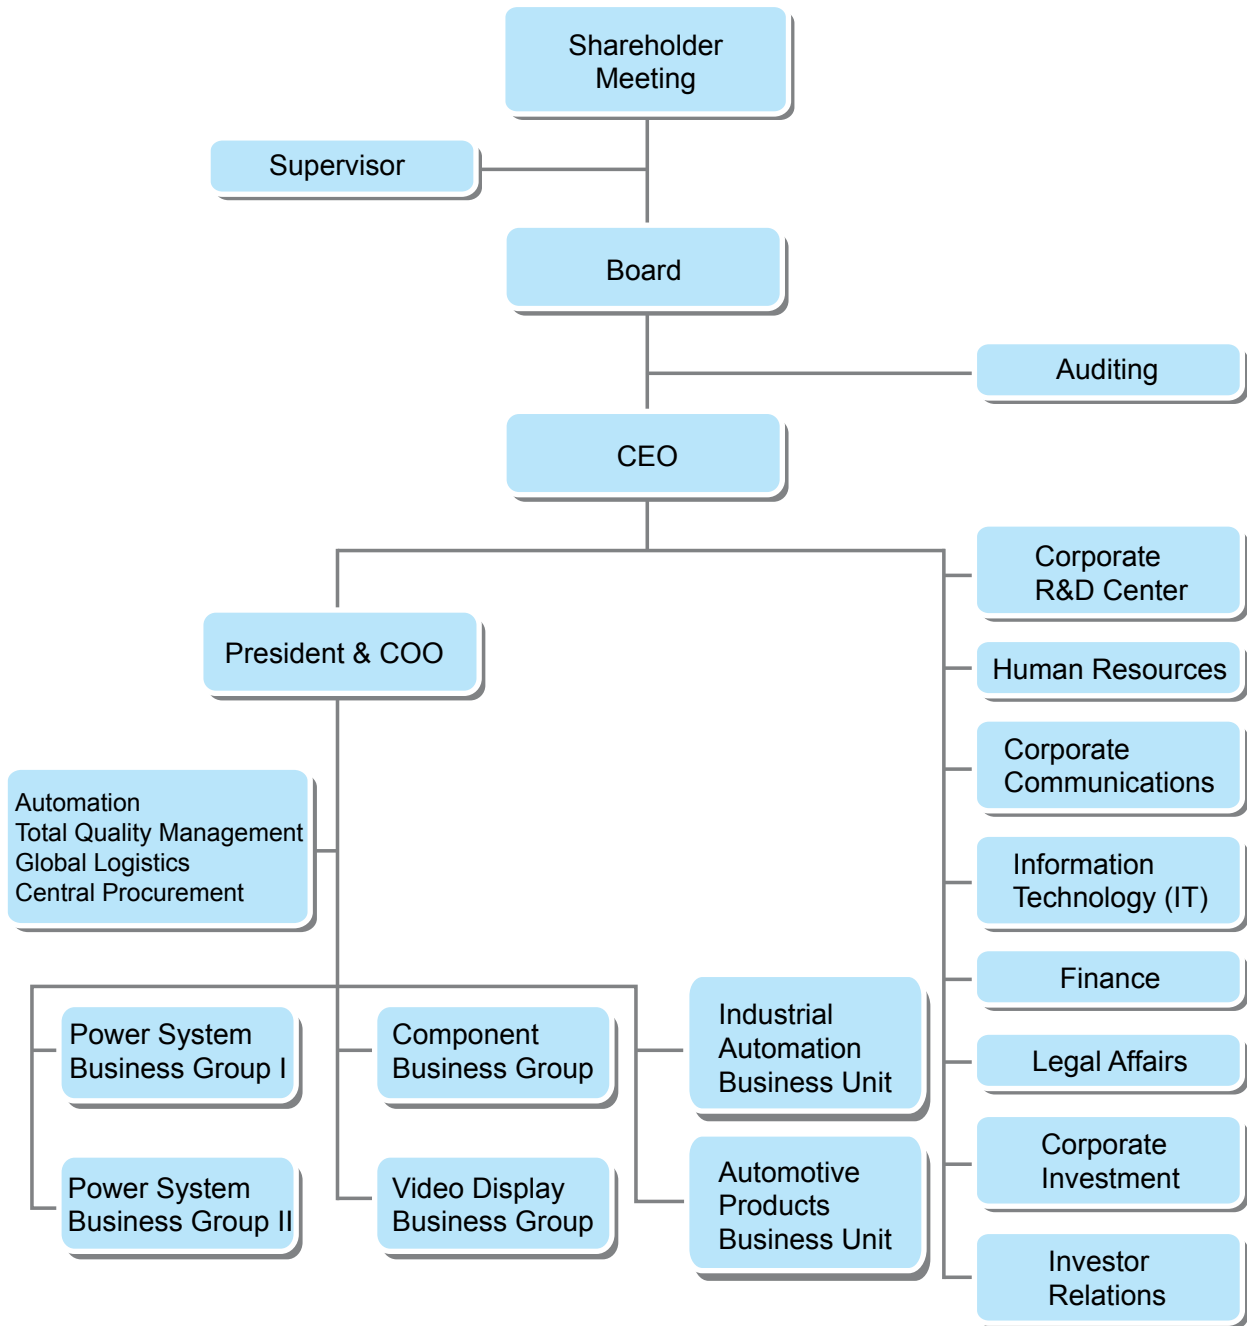 Shareholder
Meeting
Supervisor
Board
Auditing
CEO
Corporate
R&D Center
President & COO
Human Resources
Corporate
Communications
Automation
Total Quality Management
Global Logistics
Central Procurement
Information
Technology (IT)
Finance
Power System
Business Group I
Component
Business Group
Industrial
Automation
Business Unit
Legal Affairs
Corporate
Investment
Power System
Business Group II
Video Display
Business Group
Automotive
Products
Business Unit
Investor
Relations